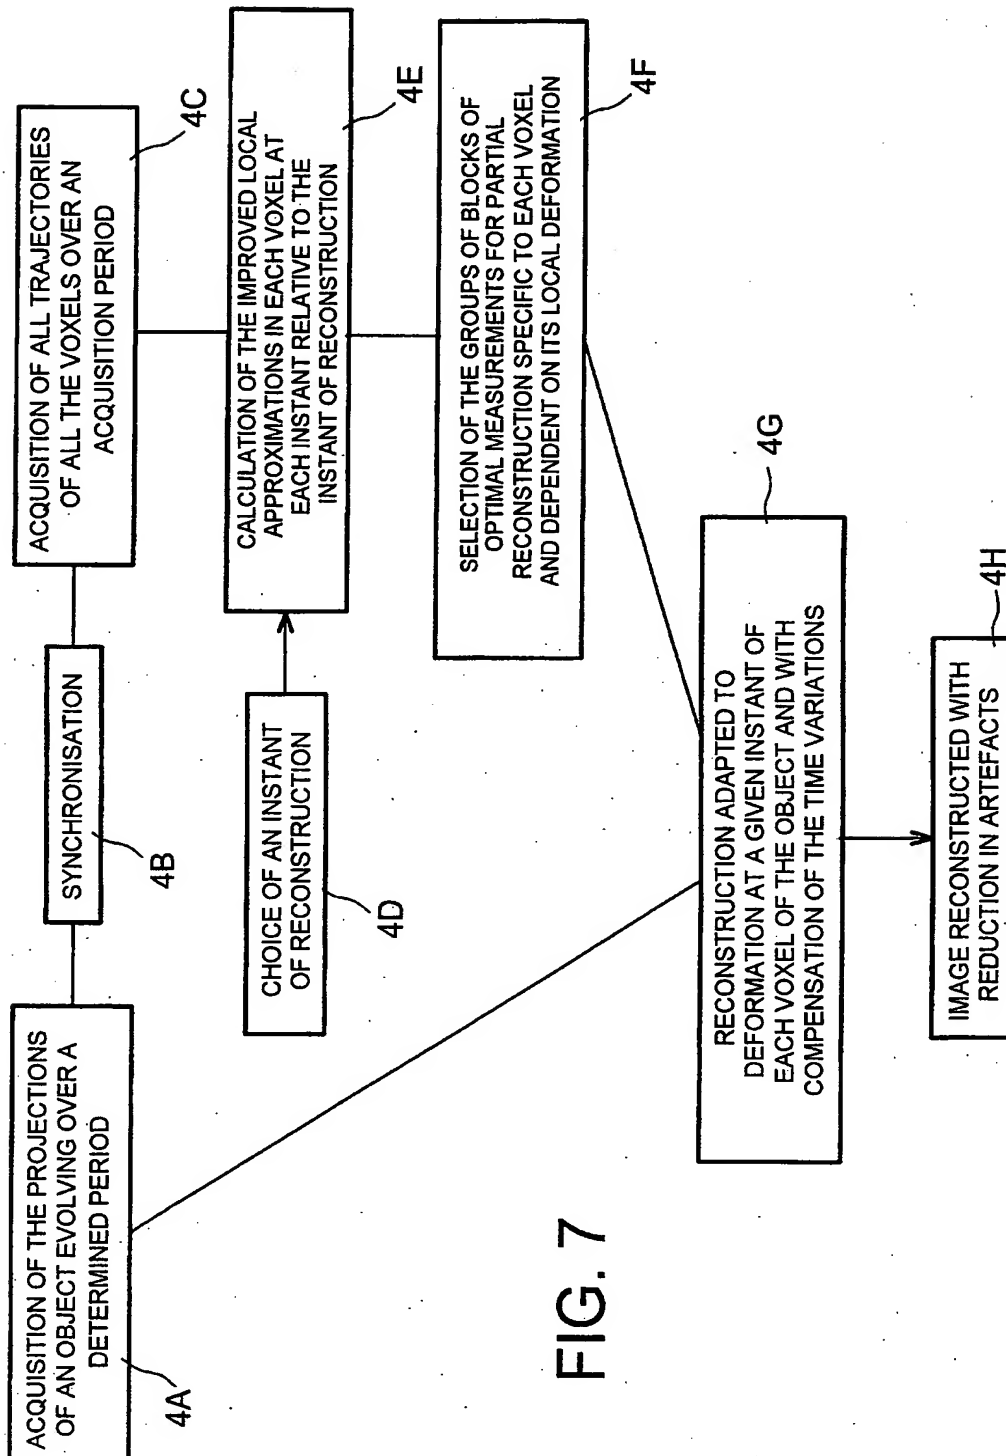 ACQUISITION OF THE PROJECTIONS
OF AN OBJECT EVOLVING OVER A
DETERMINED PERIOD
4A
SYNCHRONISATION
4B
ACQUISITION OF ALL TRAJECTORIES
OF ALL THE VOXELS OVER AN
ACQUISITION PERIOD
4C
CHOICE OF AN INSTANT
OF RECONSTRUCTION
4D
CALCULATION OF THE IMPROVED LOCAL
APPROXIMATIONS IN EACH VOXEL AT
EACH INSTANT RELATIVE TO THE
INSTANT OF RECONSTRUCTION
4E
SELECTION OF THE GROUPS OF BLOCKS OF
OPTIMAL MEASUREMENTS FOR PARTIAL
RECONSTRUCTION SPECIFIC TO EACH VOXEL
AND DEPENDENT ON ITS LOCAL DEFORMATION
4F
RECONSTRUCTION ADAPTED TO
DEFORMATION AT A GIVEN INSTANT OF
EACH VOXEL OF THE OBJECT AND WITH
COMPENSATION OF THE TIME VARIATIONS
4G
IMAGE RECONSTRUCTED WITH
REDUCTION IN ARTEFACTS
4H
FIG. 7